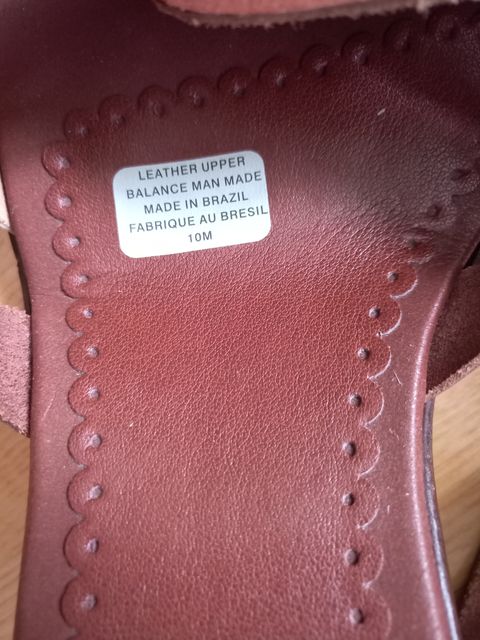 LEATHER UPPER
BALANCE MAN MADE
MADE IN BRAZIL
FABRIQUE AU BRESIL
10M